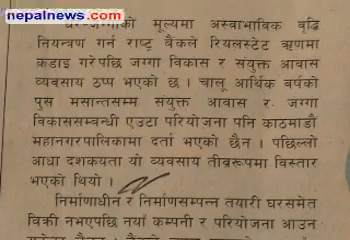 nepalnews.com
घर-जग्गाको मूल्यमा अस्वाभाविक वृद्धि
नियन्त्रण गर्न राष्ट्र बैंकले रियलस्टेट ऋणमा
कडाइ गरेपछि जग्गा विकास र संयुक्त आवास
व्यवसाय ठप्प भएको छ । चालू आर्थिक वर्षको
पुस मसान्तसम्म संयुक्त आवास र जग्गा
विकाससम्बन्धी एउटा परियोजना पनि काठमाडौं
महानगरपालिकामा दर्ता भएको छैन । पछिल्लो
आधा दशकयता यो व्यवसाय तीव्ररूपमा विस्तार
भएको थियो ।
निर्माणाधीन र निर्माणसम्पन्न तयारी घरसमेत
बिक्री नभएपछि नयाँ कम्पनी र परियोजना आउन